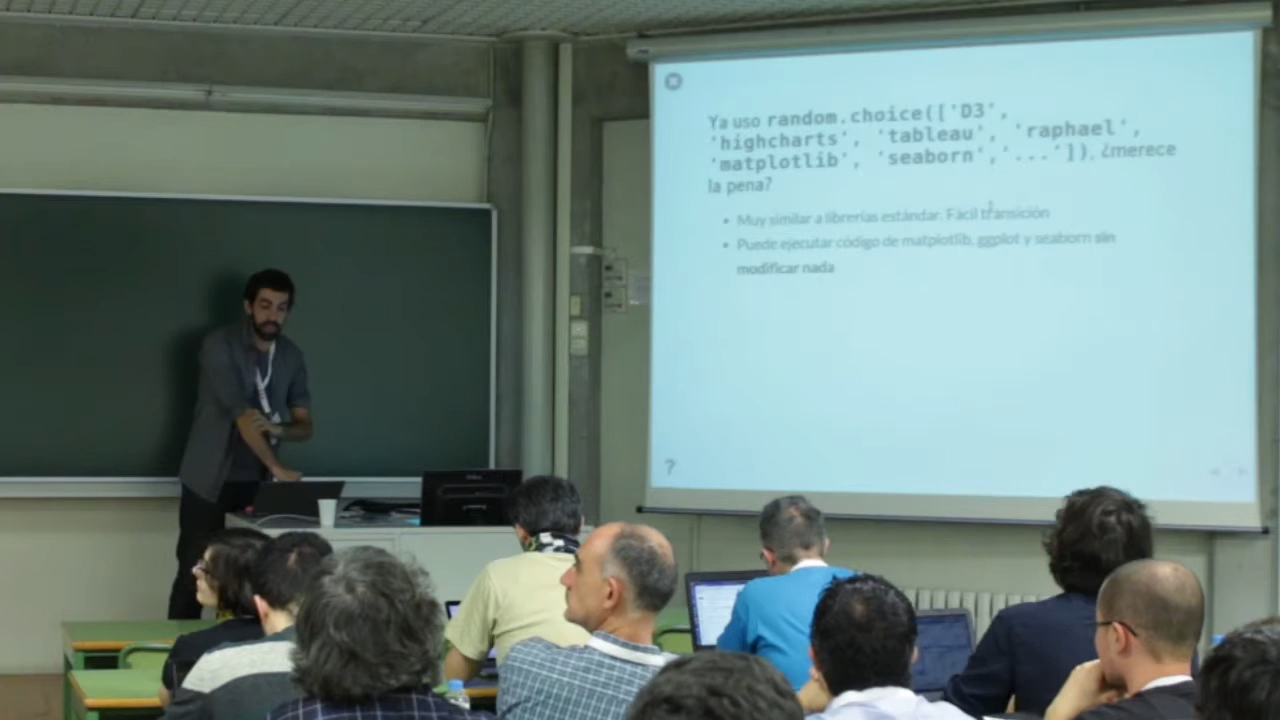 Ya uso random.choice(['D3',
'highcharts', 'tableau', 'raphael',
'matplotlib', 'seaborn','...']). ¿merece
la pena?
• Muy similar a librerías estándar. Fácil transición
• Puede ejecutar código de matplotlib, ggplot y seaborn sin
modificar nada
?